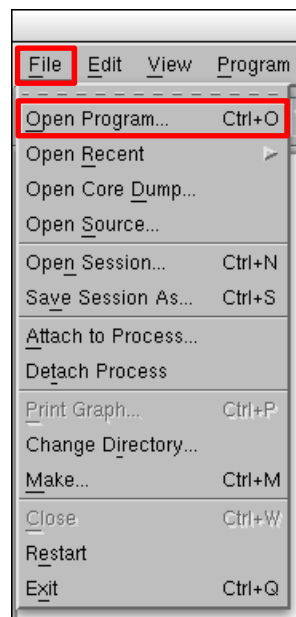 File Edit View Program
Open Program... Ctrl+O
Open Recent
Open Core Dump...
Open Source...
Open Session... Ctrl+N
Save Session As... Ctrl+S
Attach to Process...
Detach Process
Print Graph... Ctrl+P
Change Directory...
Make... Ctrl+M
Close Ctrl+W
Restart
Exit Ctrl+Q